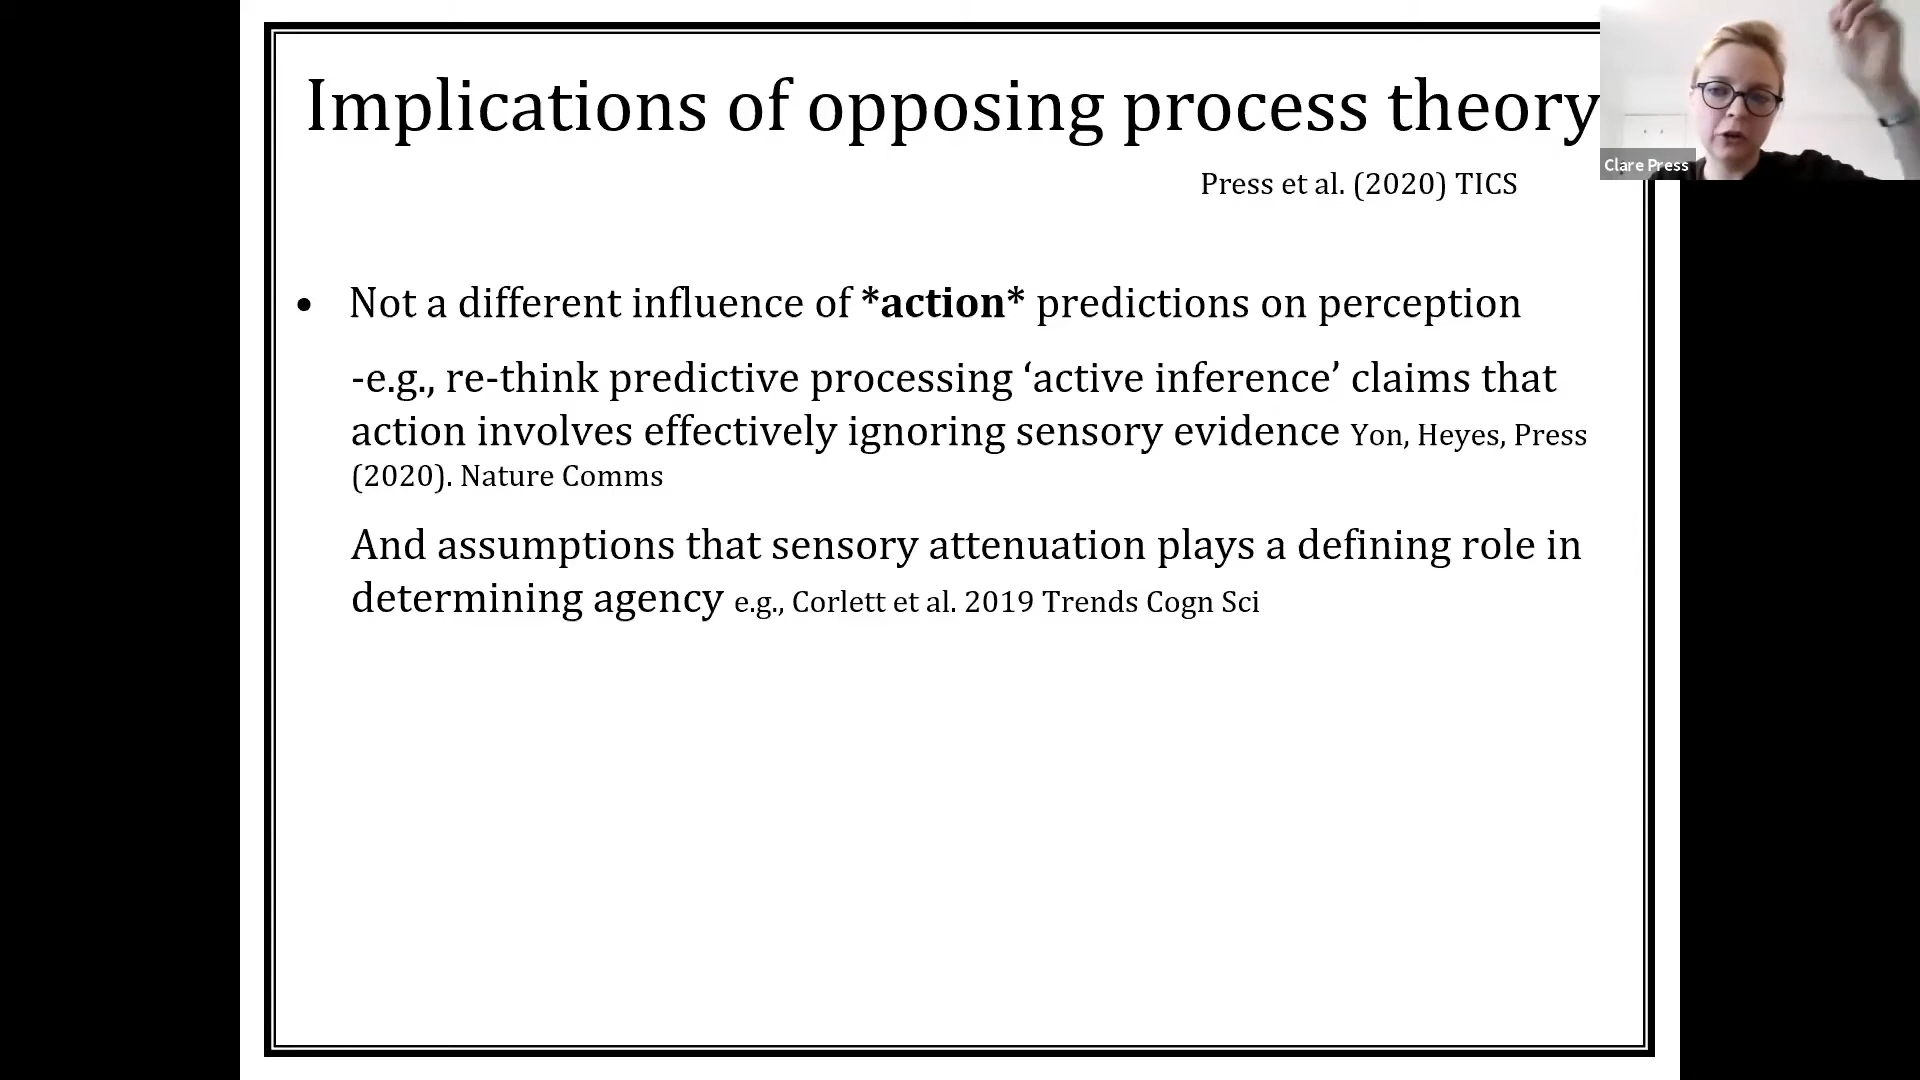 Implications of opposing process theory
Clare Press
Press et al. (2020) TICS
• Not a different influence of *action* predictions on perception
-e.g., re-think predictive processing ‘active inference’ claims that
action involves effectively ignoring sensory evidence Yon, Heyes, Press
(2020). Nature Comms
And assumptions that sensory attenuation plays a defining role in
determining agency e.g., Corlett et al. 2019 Trends Cogn Sci